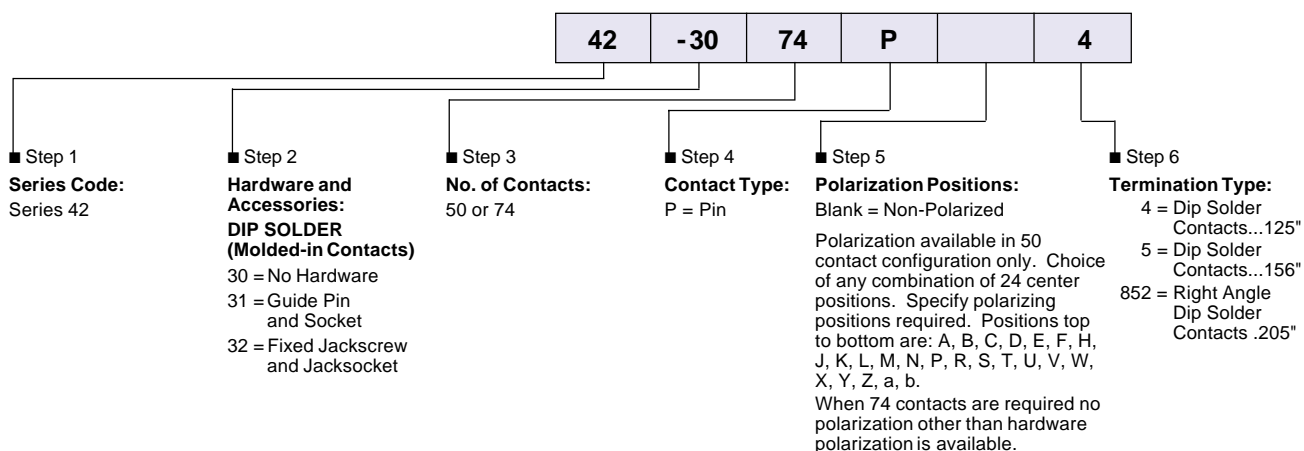 42 -30 74 P 4
■ Step 1
Series Code:
Series 42
■ Step 2
Hardware and
Accessories:
DIP SOLDER
(Molded-in Contacts)
30 = No Hardware
31 = Guide Pin
and Socket
32 = Fixed Jackscrew
and Jacksocket
■ Step 3
No. of Contacts:
50 or 74
■ Step 4
Contact Type:
P = Pin
■ Step 5
Polarization Positions:
Blank = Non-Polarized
Polarization available in 50
contact configuration only. Choice
of any combination of 24 center
positions. Specify polarizing
positions required. Positions top
to bottom are: A, B, C, D, E, F, H,
J, K, L, M, N, P, R, S, T, U, V, W,
X, Y, Z, a, b.
When 74 contacts are required no
polarization other than hardware
polarization is available.
■ Step 6
Termination Type:
4 = Dip Solder
Contacts...125"
5 = Dip Solder
Contacts...156"
852 = Right Angle
Dip Solder
Contacts .205"